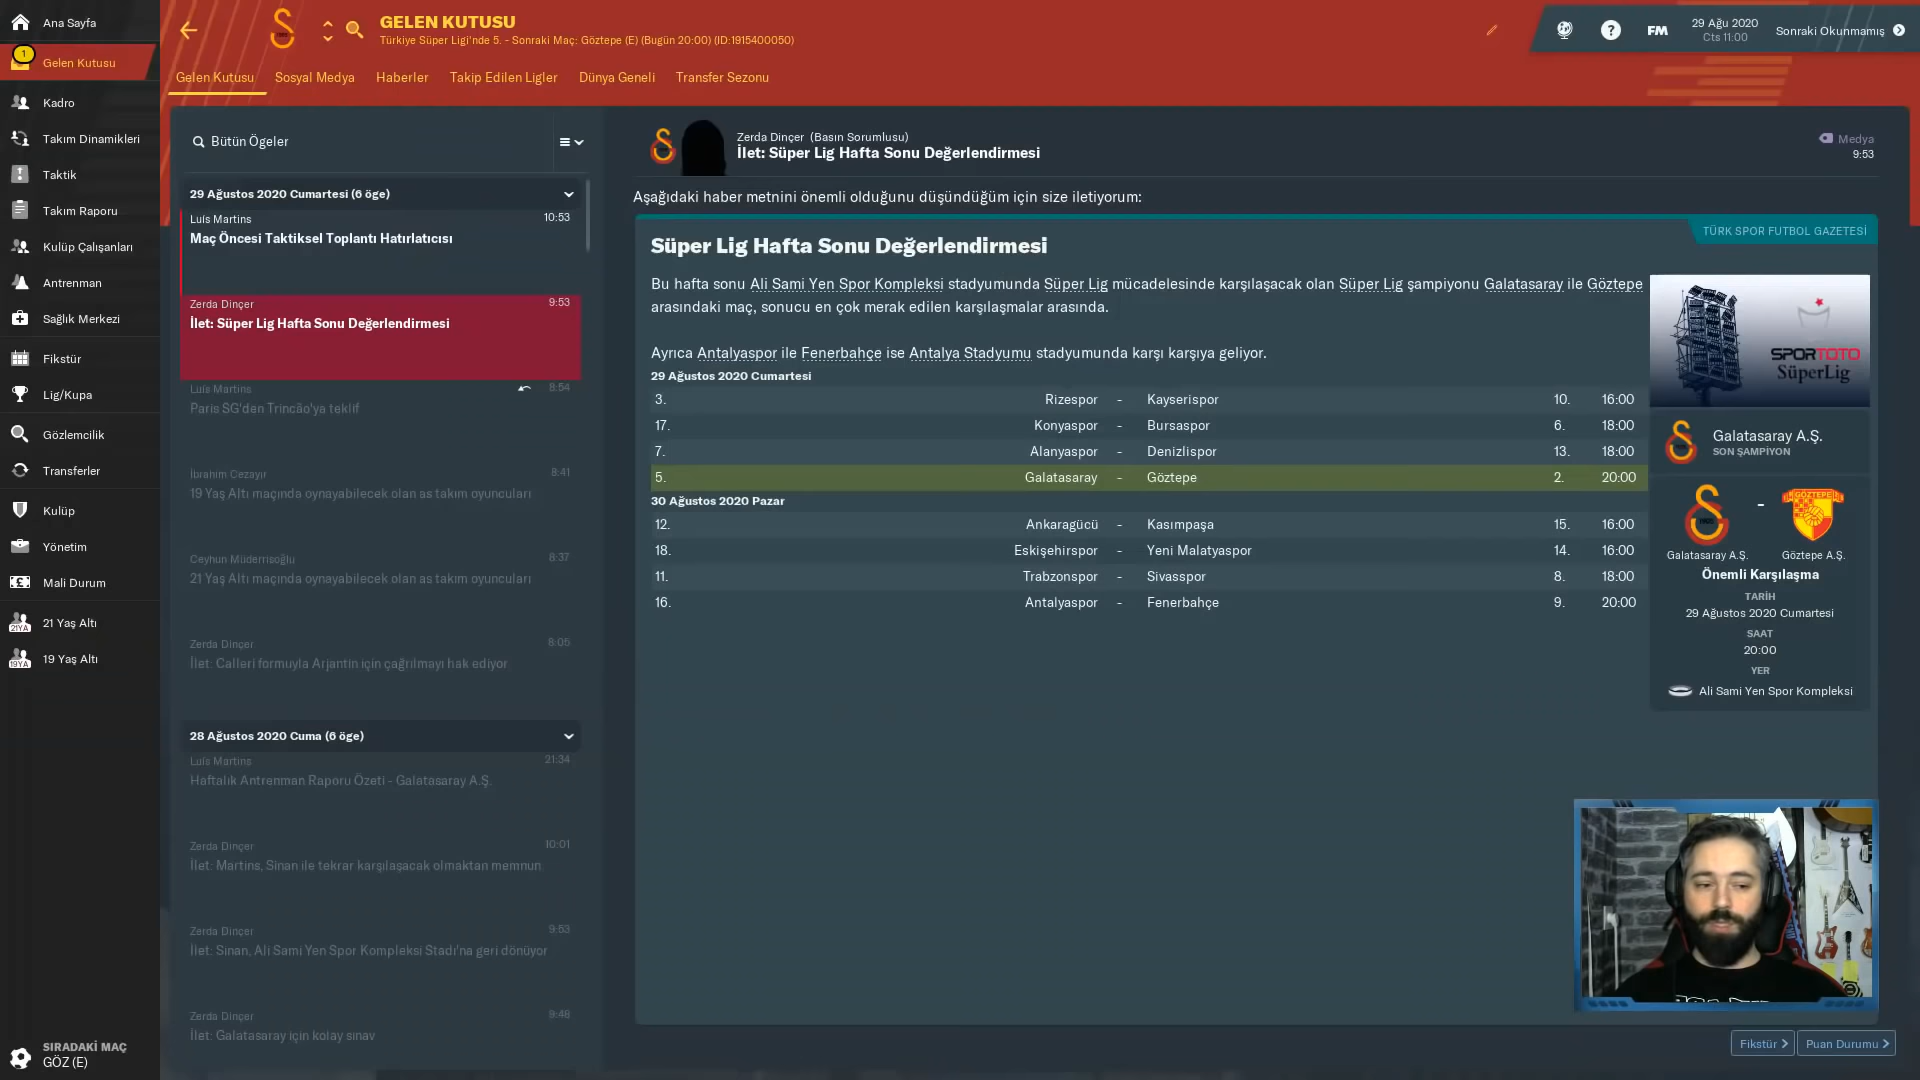 Ana Sayfa
1
Gelen Kutusu
Kadro
Takım Dinamikleri
Taktik
Takım Raporu
Kulüp Çalışanları
Antrenman
Sağlık Merkezi
Fikstür
Lig/Kupa
Gözlemcilik
Transferler
Kulüp
Yönetim
Mali Durum
21YA
21 Yaş Altı
19YA
19 Yaş Altı
SIRADAKİ MAÇ
GÖZ (E)
GELEN KUTUSU
Türkiye Süper Ligi'nde 5. - Sonraki Maç: Göztepe (E) (Bugün 20:00) (ID:1915400050)
FM
29 Ağu 2020
Cts 11:00
Sonraki Okunmamış
Gelen Kutusu
Sosyal Medya
Haberler
Takip Edilen Ligler
Dünya Geneli
Transfer Sezonu
Bütün Ögeler
29 Ağustos 2020 Cumartesi (6 öge)
Luís Martins 10:53
Maç Öncesi Taktiksel Toplantı Hatırlatıcısı
Zerda Dinçer 9:53
İlet: Süper Lig Hafta Sonu Değerlendirmesi
Luís Martins 8:54
Paris SG'den Trincão'ya teklif
İbrahim Cezayır 8:41
19 Yaş Altı maçında oynayabilecek olan as takım oyuncuları
Ceyhun Müderrisoğlu 8:37
21 Yaş Altı maçında oynayabilecek olan as takım oyuncuları
Zerda Dinçer 8:05
İlet: Calleri formuyla Arjantin için çağrılmayı hak ediyor
28 Ağustos 2020 Cuma (6 öge)
Luís Martins 21:34
Haftalık Antrenman Raporu Özeti - Galatasaray A.Ş.
Zerda Dinçer 10:01
İlet: Martins, Sinan ile tekrar karşılaşacak olmaktan memnun
Zerda Dinçer 9:53
İlet: Sinan, Ali Sami Yen Spor Kompleksi Stadı'na geri dönüyor
Zerda Dinçer 9:48
İlet: Galatasaray için kolay sınav
Zerda Dinçer (Basın Sorumlusu)
İlet: Süper Lig Hafta Sonu Değerlendirmesi
Medya
9:53
Aşağıdaki haber metnini önemli olduğunu düşündüğüm için size iletiyorum:
TÜRK SPOR FUTBOL GAZETESİ
Süper Lig Hafta Sonu Değerlendirmesi
Bu hafta sonu Ali Sami Yen Spor Kompleksi stadyumunda Süper Lig mücadelesinde karşılaşacak olan Süper Lig şampiyonu Galatasaray ile Göztepe
arasındaki maç, sonucu en çok merak edilen karşılaşmalar arasında.
Ayrıca Antalyaspor ile Fenerbahçe ise Antalya Stadyumu stadyumunda karşı karşıya geliyor.
29 Ağustos 2020 Cumartesi
3. Rizespor - Kayserispor 10. 16:00
17. Konyaspor - Bursaspor 6. 18:00
7. Alanyaspor - Denizlispor 13. 18:00
5. Galatasaray - Göztepe 2. 20:00
30 Ağustos 2020 Pazar
12. Ankaragücü - Kasımpaşa 15. 16:00
18. Eskişehirspor - Yeni Malatyaspor 14. 16:00
11. Trabzonspor - Sivasspor 8. 18:00
16. Antalyaspor - Fenerbahçe 9. 20:00
SPORTOTO
SüperLig
Galatasaray A.Ş.
SON ŞAMPİYON
-
GÖZTEPE
Galatasaray A.Ş.
Göztepe A.Ş.
Önemli Karşılaşma
TARİH
29 Ağustos 2020 Cumartesi
SAAT
20:00
YER
Ali Sami Yen Spor Kompleksi
Fikstür
Puan Durumu